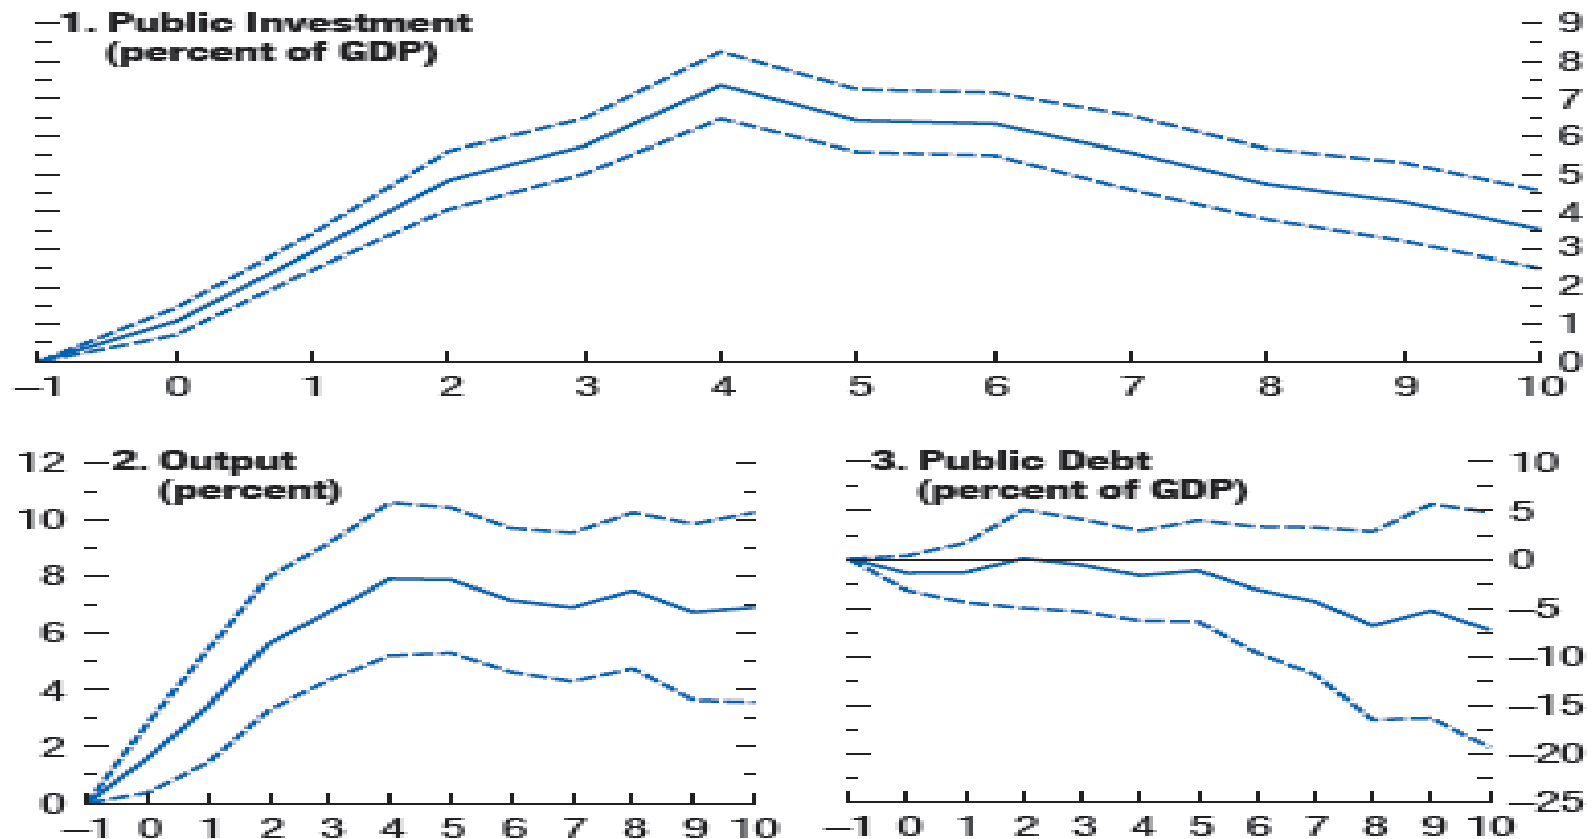 1. Public Investment
(percent of GDP)
9
8
7
6
5
4
3
2
1
0
–1 0 1 2 3 4 5 6 7 8 9 10
2. Output
(percent)
12
10
8
6
4
2
0
–1 0 1 2 3 4 5 6 7 8 9 10
3. Public Debt
(percent of GDP)
10
5
0
–5
–10
–15
–20
–25
–1 0 1 2 3 4 5 6 7 8 9 10